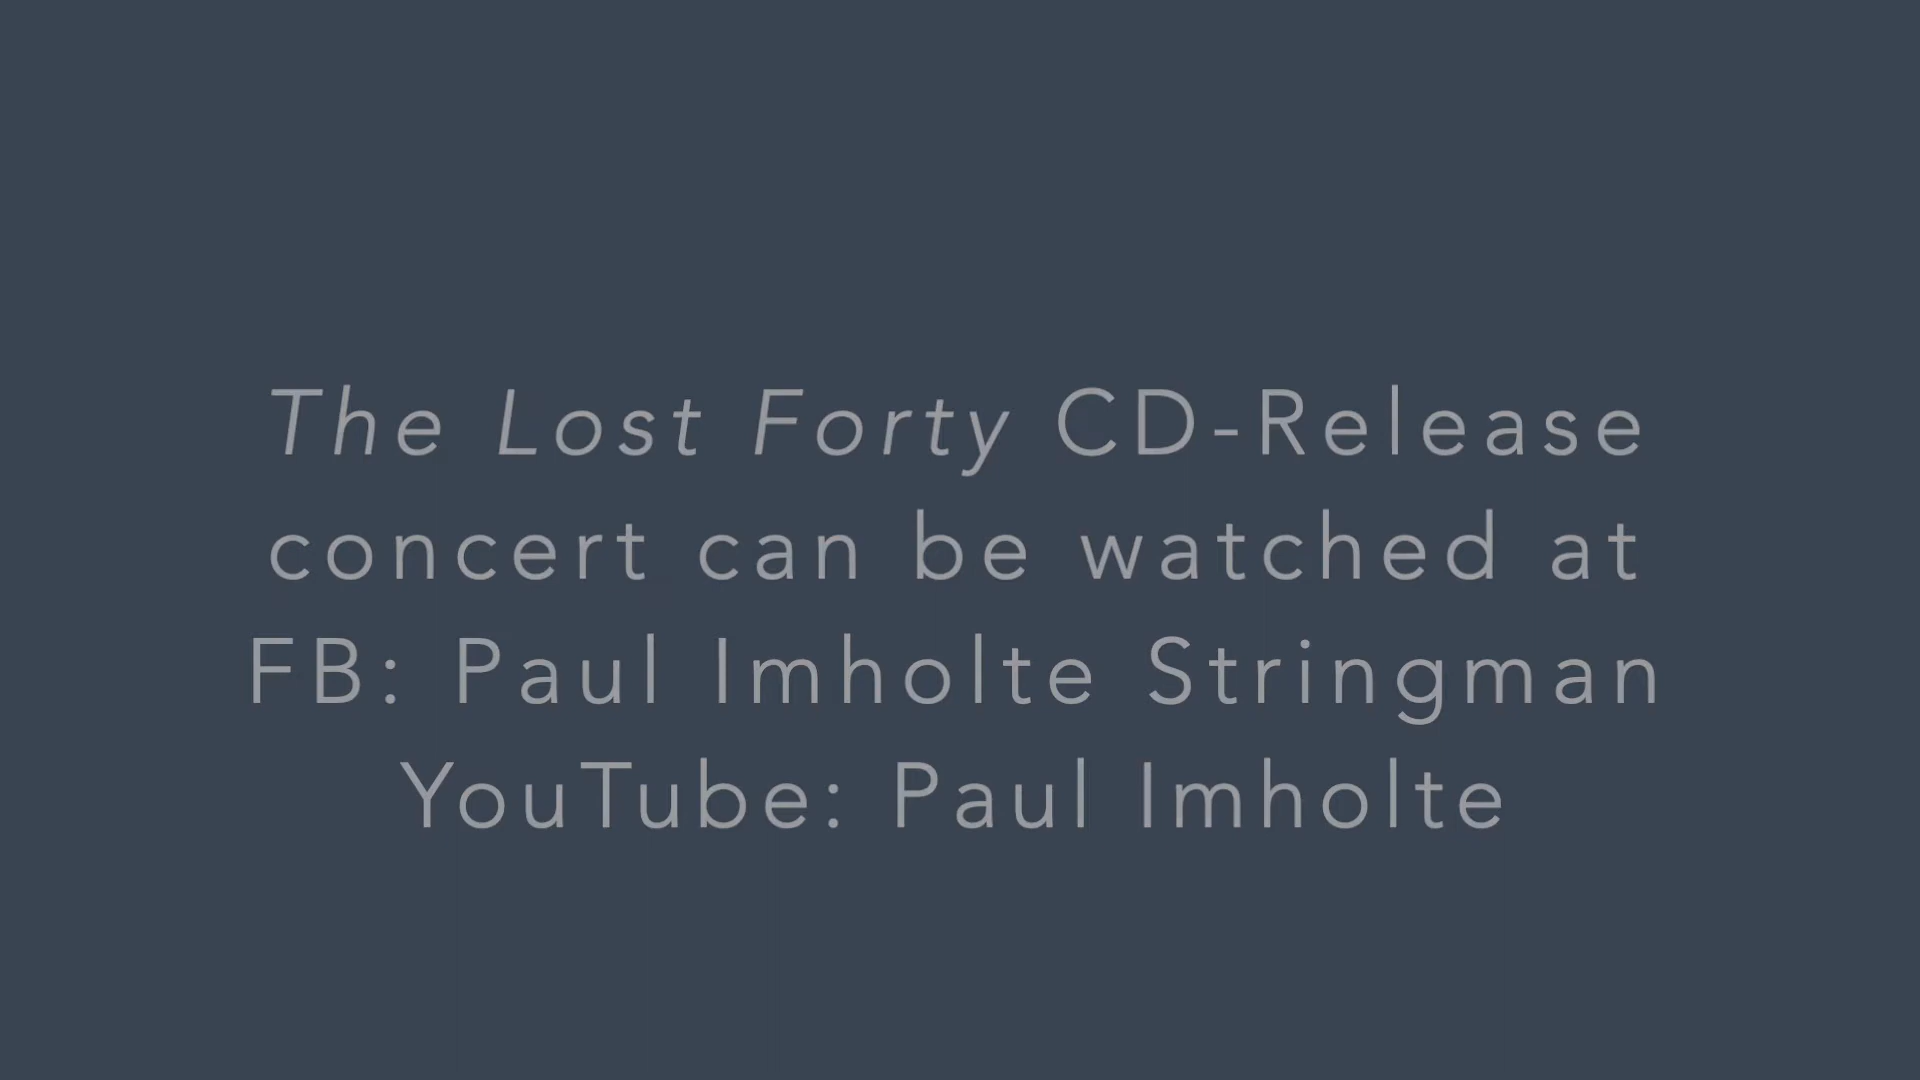 The Lost Forty CD-Release
concert can be watched at
FB: Paul Imholte Stringman
YouTube: Paul Imholte